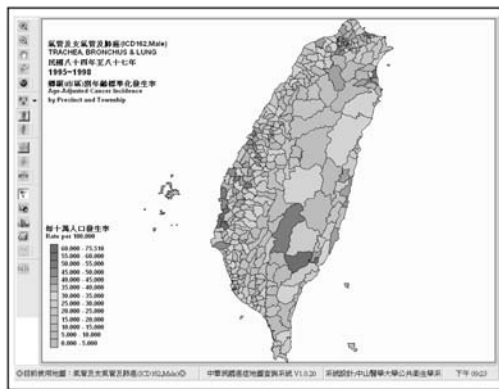 氣管及支氣管及肺癌(ICD162,Male)
TRACHEA, BRONCHUS & LUNG
民國八十四年至八十七年
1995~1998
鄉鎮(市區)別年齡標準化發生率
Age-Adjusted Cancer Incidence
by Precinct and Township
每十萬人口發生率
Rate per 100,000
60.000 - 75.510
55.000 - 60.000
50.000 - 55.000
45.000 - 50.000
40.000 - 45.000
35.000 - 40.000
30.000 - 35.000
25.000 - 30.000
20.000 - 25.000
15.000 - 20.000
10.000 - 15.000
5.000 - 10.000
0.000 - 5.000
◎目前使用地圖：氣管及支氣管及肺癌(ICD162,Male)◎ 中華民國癌症地圖查詢系統 V1.0.20 系統設計:中山醫學大學公共衛生學系 下午 09:23